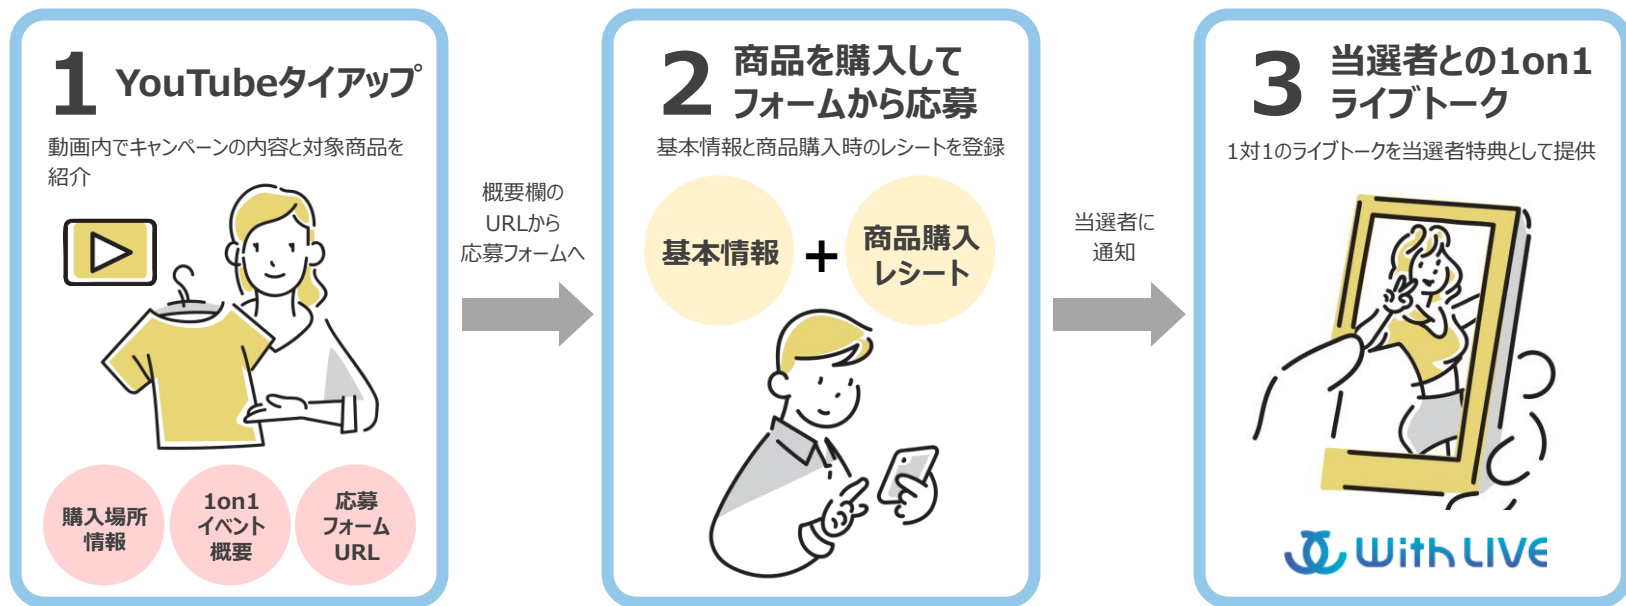 1 YouTubeタイアップ
動画内でキャンペーンの内容と対象商品を
紹介
購入場所
情報
1on1
イベント
概要
応募
フォーム
URL
概要欄の
URLから
応募フォームへ
2 商品を購入して
フォームから応募
基本情報と商品購入時のレシートを登録
基本情報
+
商品購入
レシート
当選者に
通知
3 当選者との1on1
ライブトーク
1対1のライブトークを当選者特典として提供
With LIVE